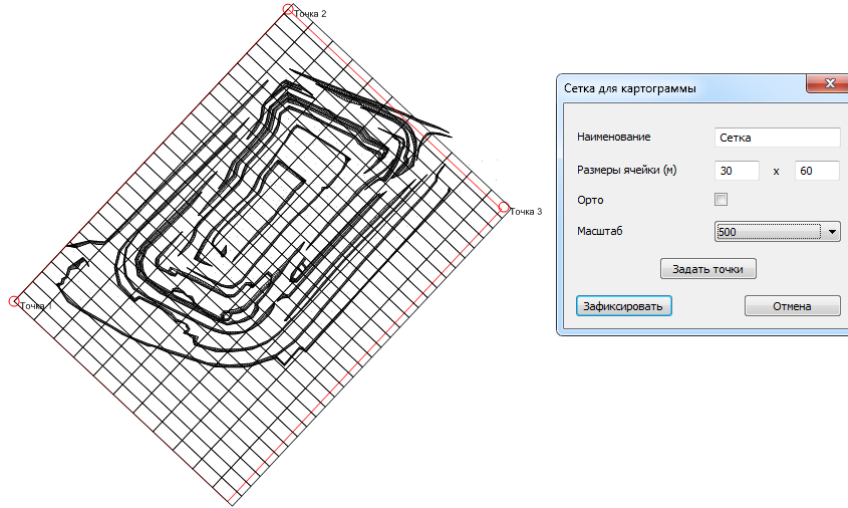 Точка 2
Точка 3
Точка 1
Сетка для картограммы
Наименование Сетка
Размеры ячейки (м) 30 x 60
Орто
Масштаб 500
Задать точки
Зафиксировать Отмена